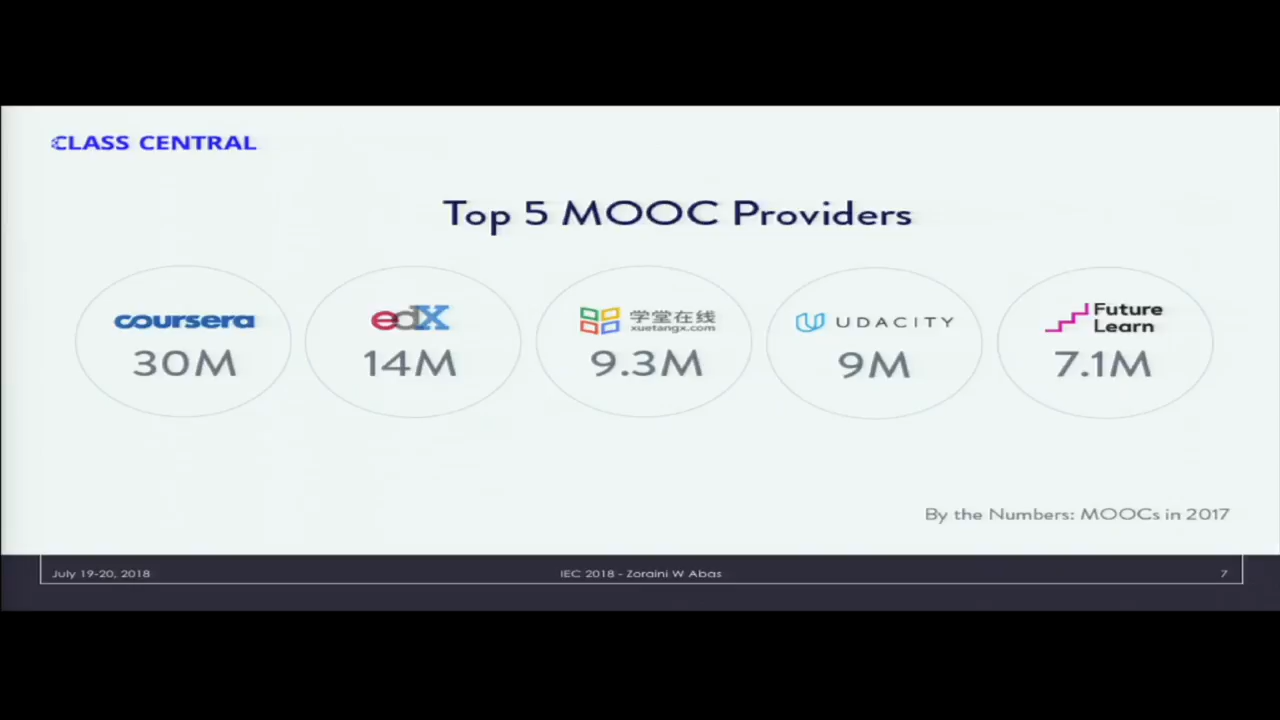 CLASS CENTRAL
Top 5 MOOC Providers
coursera
30M
edX
14M
学堂在线
xuetangx.com
9.3M
UDACITY
9M
Future
Learn
7.1M
By the Numbers: MOOCs in 2017
July 19-20, 2018
IEC 2018 - Zoraini W Abas
7